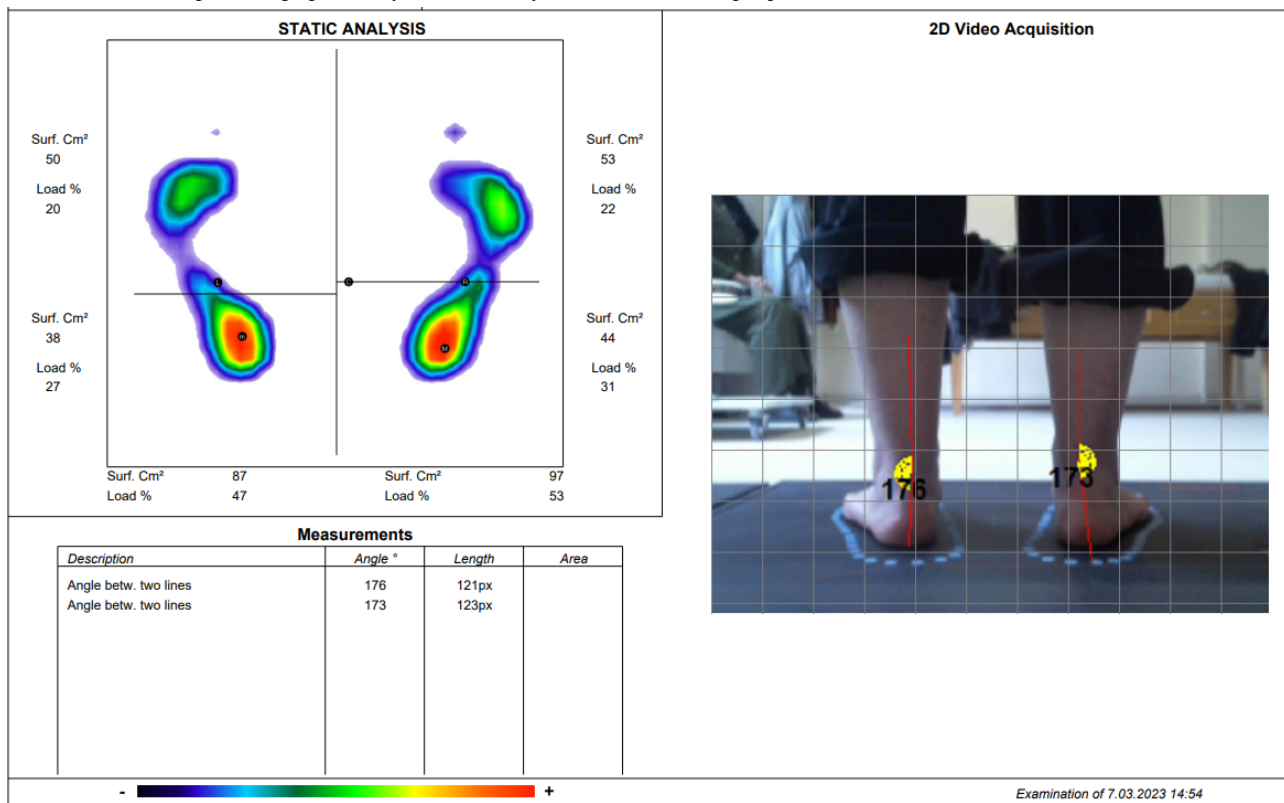 STATIC ANALYSIS
Surf. Cm²
50
Load %
20
Surf. Cm²
38
Load %
27
L
m
C
R
M
Surf. Cm²
53
Load %
22
Surf. Cm²
44
Load %
31
Surf. Cm² 87 Surf. Cm² 97
Load % 47 Load % 53
2D Video Acquisition
176 173
Measurements
Description Angle ° Length Area
Angle betw. two lines 176 121px
Angle betw. two lines 173 123px
- +
Examination of 7.03.2023 14:54